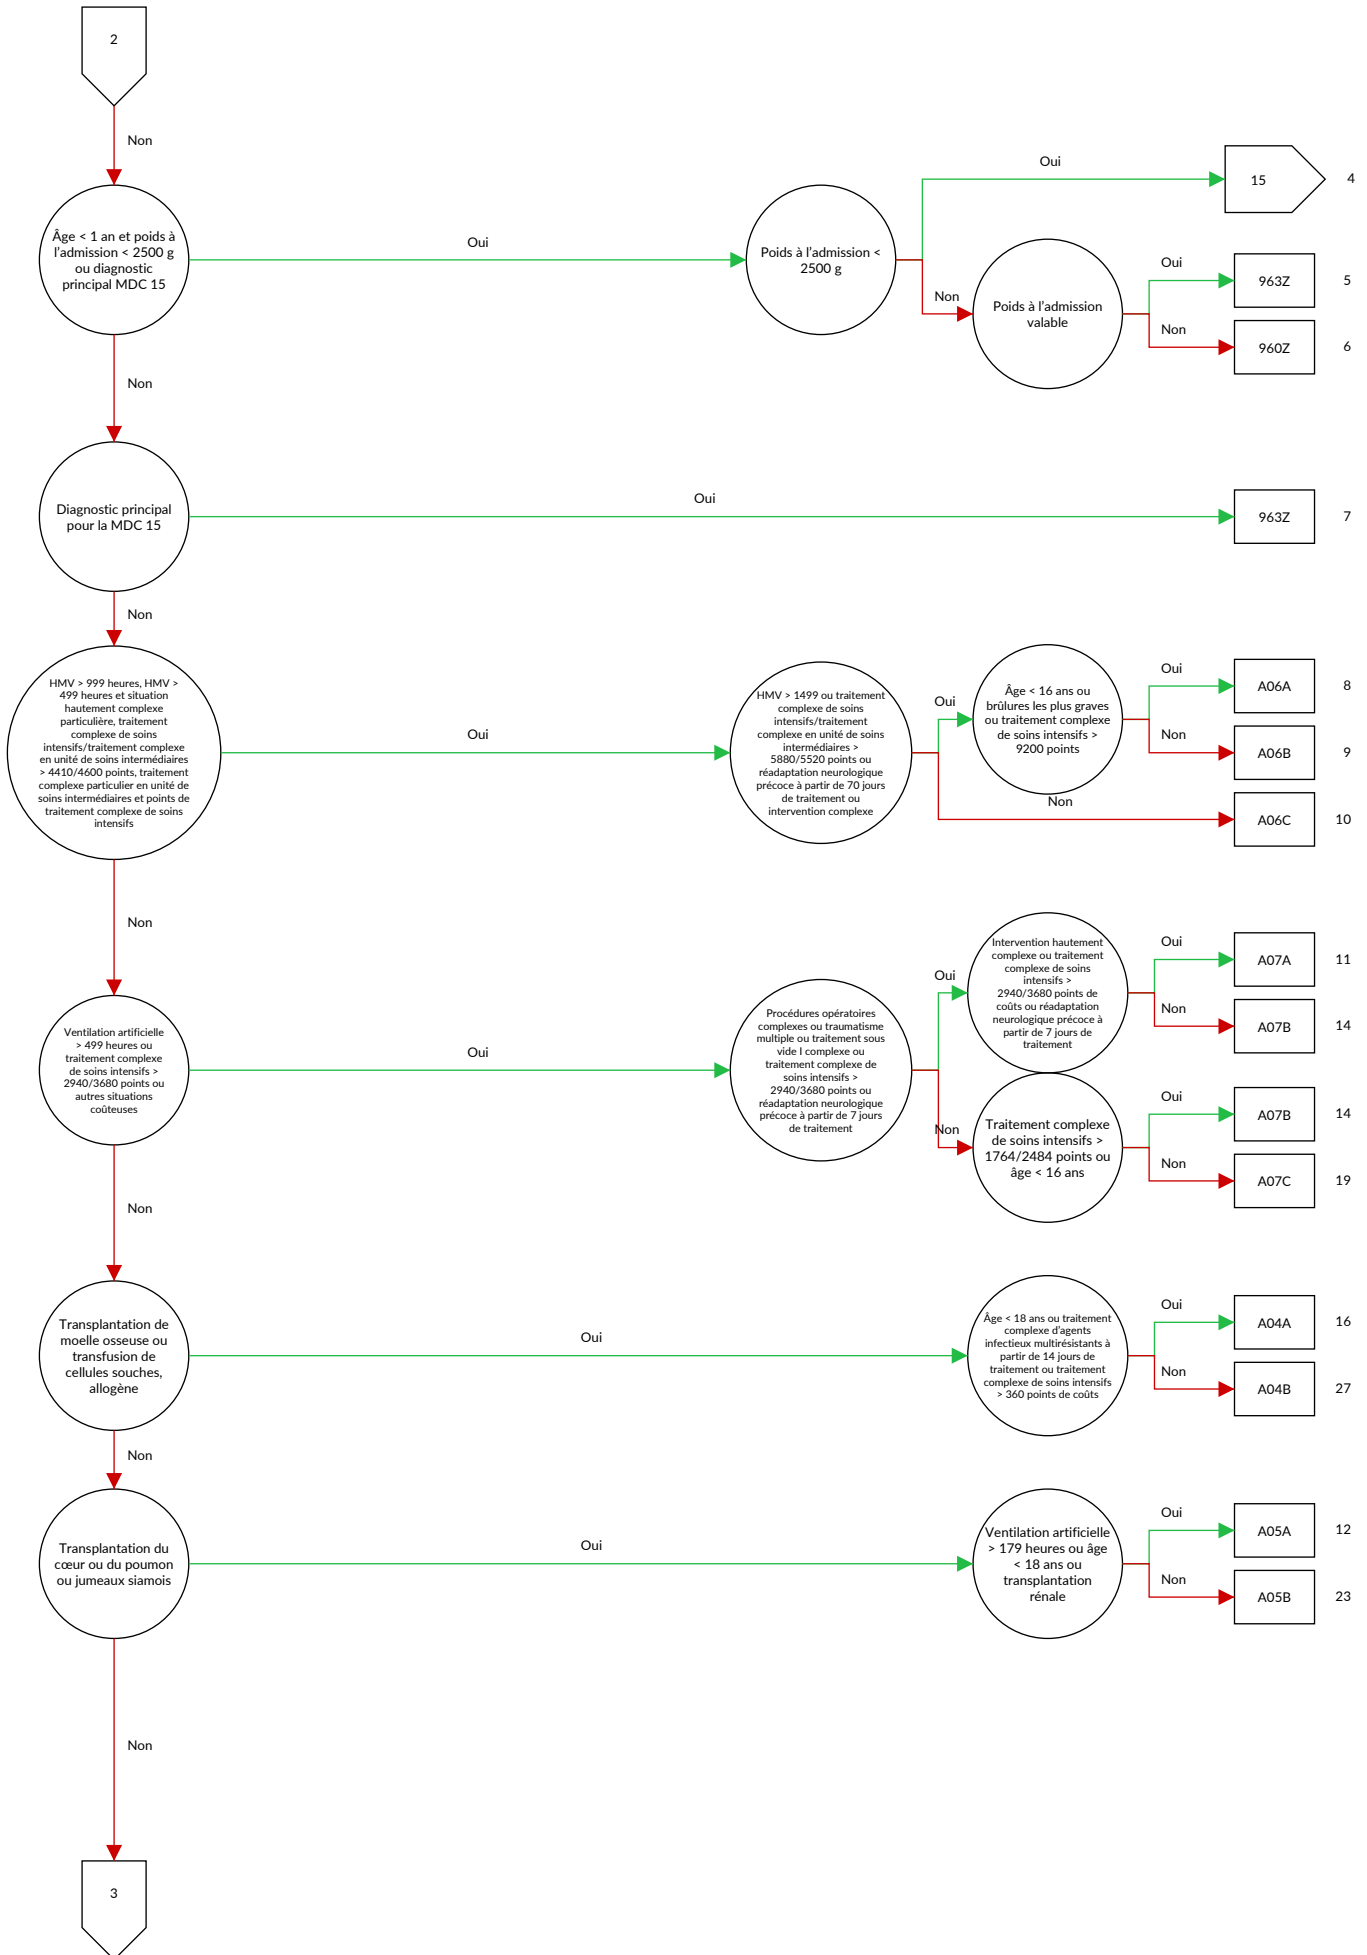 2
Non
Âge < 1 an et poids à
l'admission < 2500 g
ou diagnostic
principal MDC 15
Oui
Poids à l'admission <
2500 g
Oui
15
4
Non
Poids à l'admission
valable
Oui
963Z
5
Non
960Z
6
Non
Diagnostic principal
pour la MDC 15
Oui
963Z
7
Non
HMV > 999 heures, HMV >
499 heures et situation
hautement complexe
particulière, traitement
complexe de soins
intensifs/traitement complexe
en unité de soins intermédiaires
> 4410/4600 points, traitement
complexe particulier en unité de
soins intermédiaires et points de
traitement complexe de soins
intensifs
Oui
HMV > 1499 ou traitement
complexe de soins
intensifs/traitement
complexe en unité de soins
intermédiaires >
5880/5520 points ou
réadaptation neurologique
précoce à partir de 70 jours
de traitement ou
intervention complexe
Oui
Âge < 16 ans ou
brûlures les plus graves
ou traitement complexe
de soins intensifs >
9200 points
Oui
A06A
8
Non
A06B
9
Non
A06C
10
Non
Ventilation artificielle
> 499 heures ou
traitement complexe
de soins intensifs >
2940/3680 points ou
autres situations
coûteuses
Oui
Procédures opératoires
complexes ou traumatisme
multiple ou traitement sous
vide I complexe ou
traitement complexe de
soins intensifs >
2940/3680 points ou
réadaptation neurologique
précoce à partir de 7 jours
de traitement
Oui
Intervention hautement
complexe ou traitement
complexe de soins
intensifs >
2940/3680 points de
coûts ou réadaptation
neurologique précoce à
partir de 7 jours de
traitement
Oui
A07A
11
Non
A07B
14
Non
Traitement complexe
de soins intensifs >
1764/2484 points ou
âge < 16 ans
Oui
A07B
14
Non
A07C
19
Non
Transplantation de
moelle osseuse ou
transfusion de
cellules souches,
allogène
Oui
Âge < 18 ans ou traitement
complexe d'agents
infectieux multirésistants à
partir de 14 jours de
traitement ou traitement
complexe de soins intensifs
> 360 points de coûts
Oui
A04A
16
Non
A04B
27
Non
Transplantation du
cœur ou du poumon
ou jumeaux siamois
Oui
Ventilation artificielle
> 179 heures ou âge
< 18 ans ou
transplantation
rénale
Oui
A05A
12
Non
A05B
23
Non
3